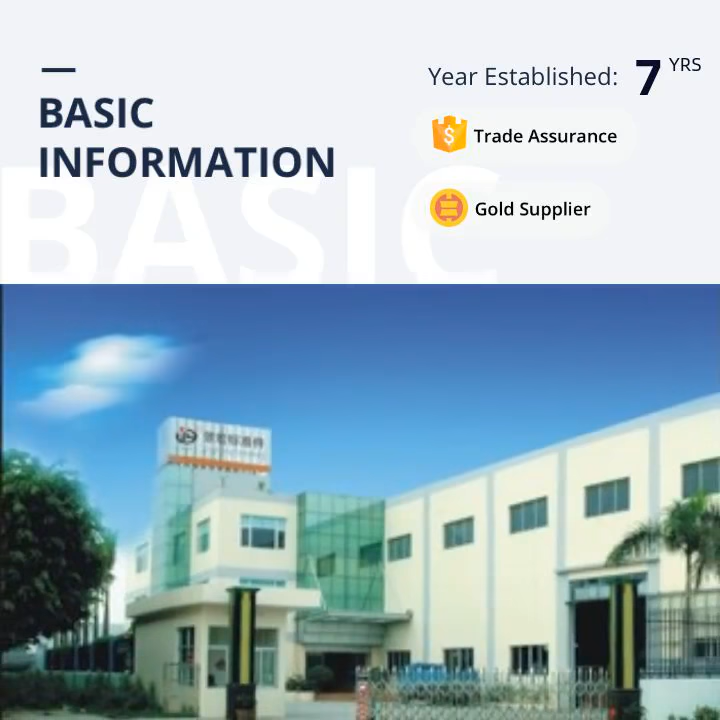 BASIC
INFORMATION
Year Established: 7 YRS
Trade Assurance
Gold Supplier
BASIC